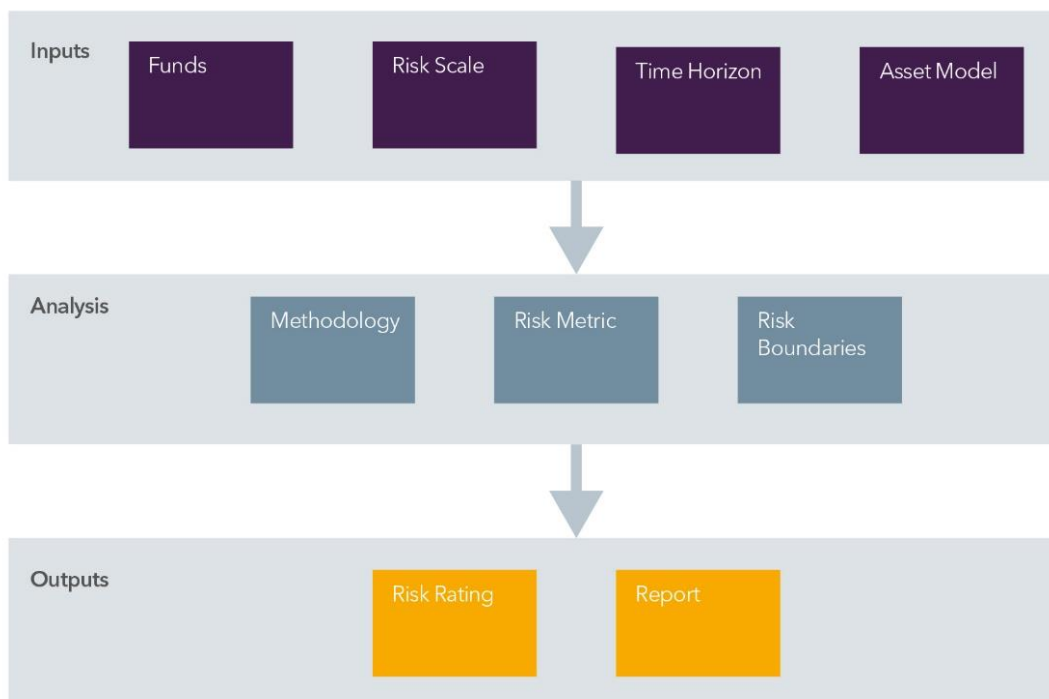 Inputs
Funds
Risk Scale
Time Horizon
Asset Model
Analysis
Methodology
Risk Metric
Risk
Boundaries
Outputs
Risk Rating
Report